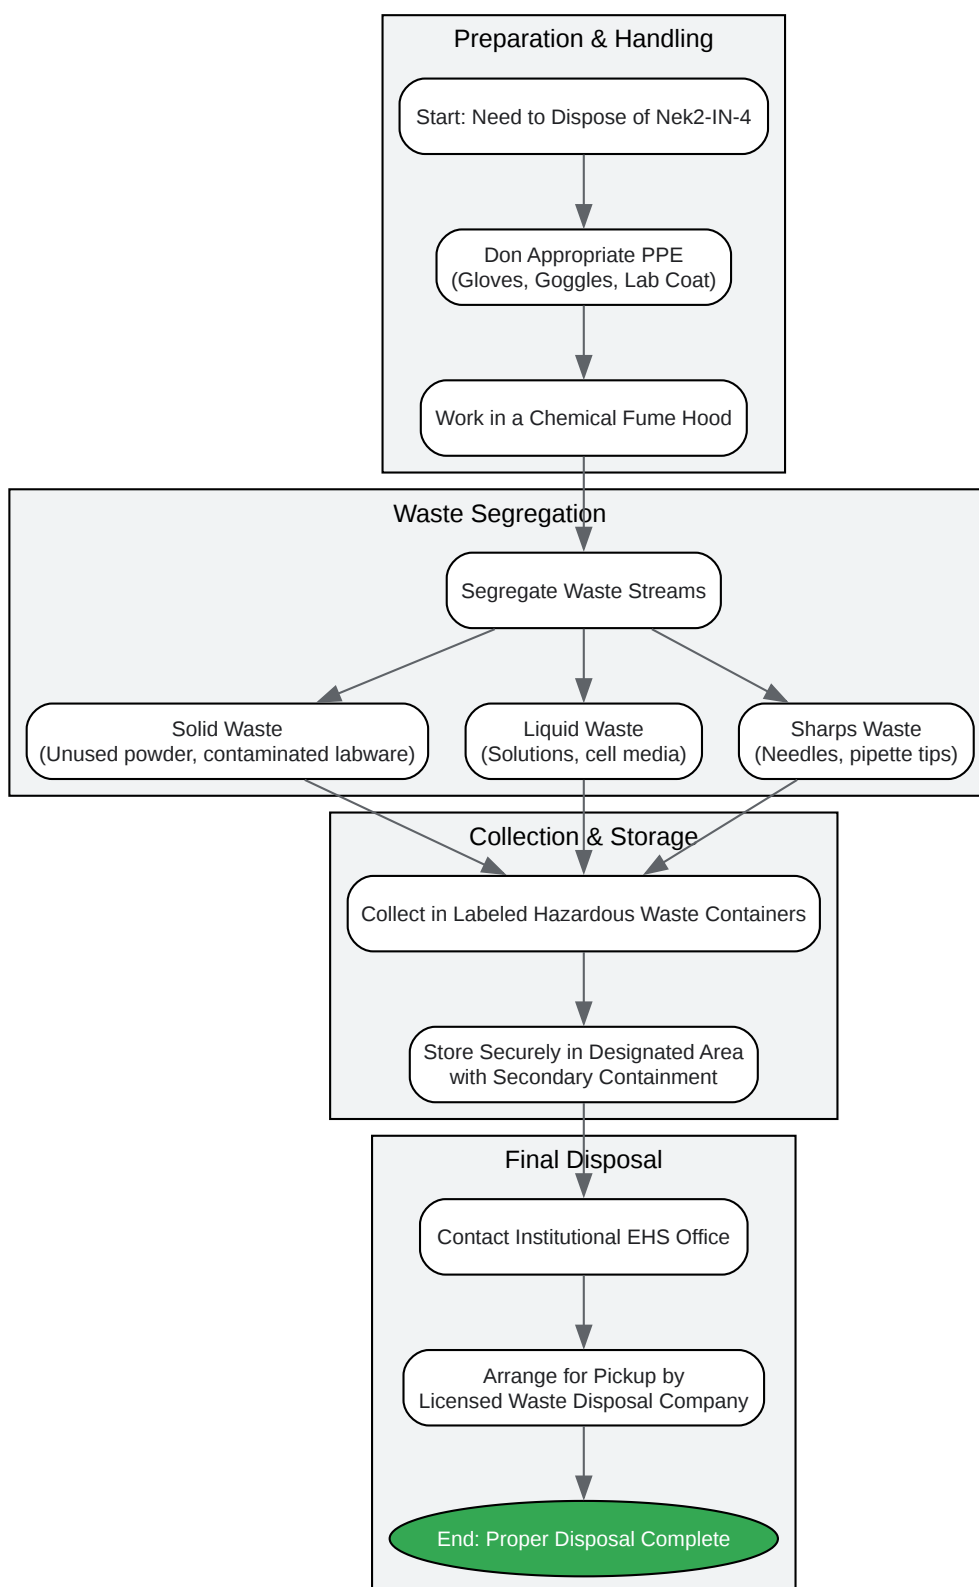 Preparation & Handling
Start: Need to Dispose of Nek2-IN-4
Don Appropriate PPE
(Gloves, Goggles, Lab Coat)
Work in a Chemical Fume Hood
Waste Segregation
Segregate Waste Streams
Solid Waste
(Unused powder, contaminated labware)
Liquid Waste
(Solutions, cell media)
Sharps Waste
(Needles, pipette tips)
Collection & Storage
Collect in Labeled Hazardous Waste Containers
Store Securely in Designated Area
with Secondary Containment
Final Disposal
Contact Institutional EHS Office
Arrange for Pickup by
Licensed Waste Disposal Company
End: Proper Disposal Complete